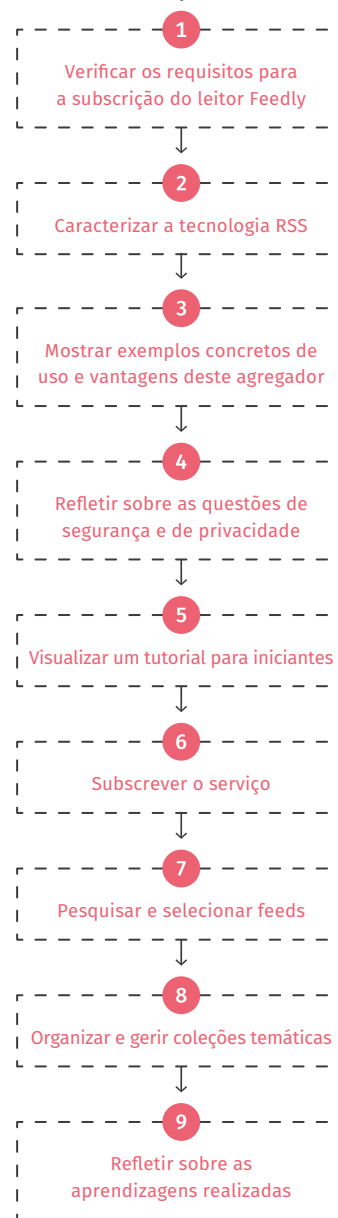 1
Verificar os requisitos para
a subscrição do leitor Feedly
2
Caracterizar a tecnologia RSS
3
Mostrar exemplos concretos de
uso e vantagens deste agregador
4
Refletir sobre as questões de
segurança e de privacidade
5
Visualizar um tutorial para iniciantes
6
Subscrever o serviço
7
Pesquisar e selecionar feeds
8
Organizar e gerir coleções temáticas
9
Refletir sobre as
aprendizagens realizadas